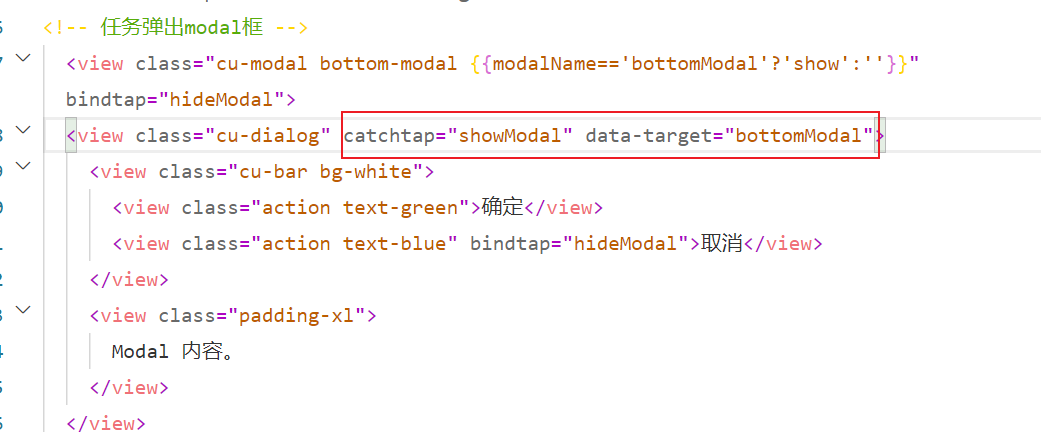 <!-- 任务弹出modal框 -->
<view class="cu-modal bottom-modal {{modalName=='bottomModal'?'show':''}}"
bindtap="hideModal">
<view class="cu-dialog" catchtap="showModal" data-target="bottomModal">
<view class="cu-bar bg-white">
<view class="action text-green">确定</view>
<view class="action text-blue" bindtap="hideModal">取消</view>
</view>
<view class="padding-xl">
Modal 内容。
</view>
</view>